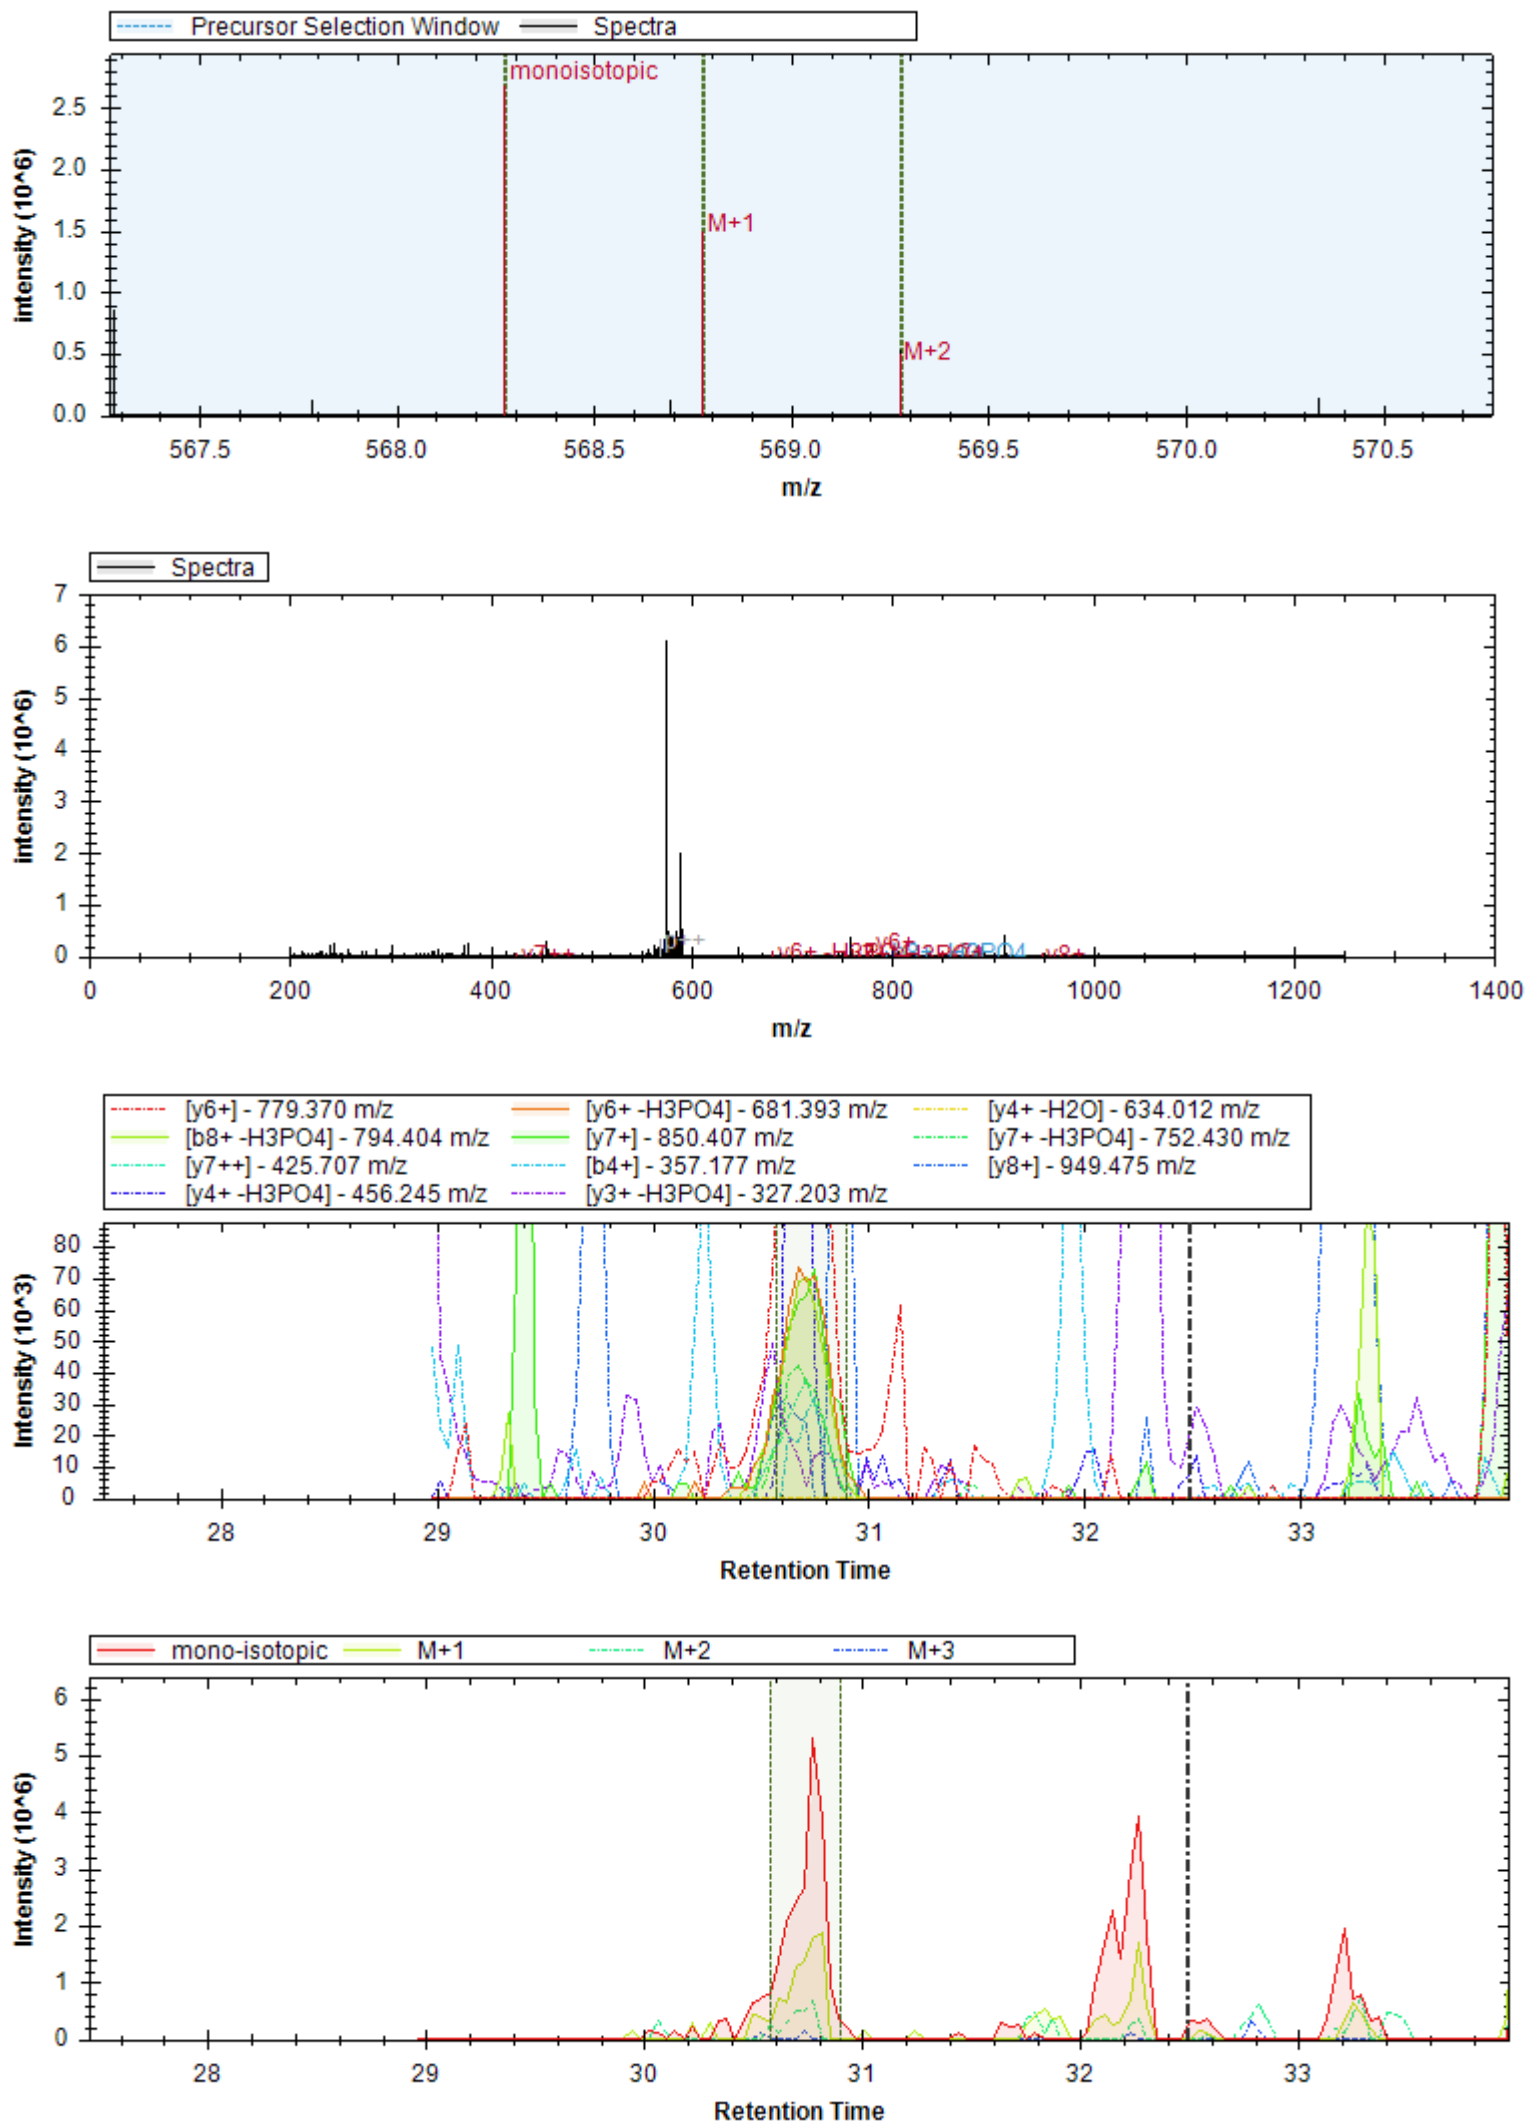 Precursor Selection Window Spectra
monoisotopic
M+1
M+2
2.5
2.0
1.5
1.0
0.5
0.0
intensity (10^6)
567.5 568.0 568.5 569.0 569.5 570.0 570.5
m/z
Spectra
7
6
5
4
3
2
1
0
intensity (10^6)
y7++
y6+
y8+
0 200 400 600 800 1000 1200 1400
m/z
[y6+] - 779.370 m/z [y6+ -H3PO4] - 681.393 m/z [y4+ -H2O] - 634.012 m/z
[b8+ -H3PO4] - 794.404 m/z [y7+] - 850.407 m/z [y7+ -H3PO4] - 752.430 m/z
[y7++] - 425.707 m/z [b4+] - 357.177 m/z [y8+] - 949.475 m/z
[y4+ -H3PO4] - 456.245 m/z [y3+ -H3PO4] - 327.203 m/z
80
70
60
50
40
30
20
10
0
Intensity (10^3)
28 29 30 31 32 33
Retention Time
mono-isotopic M+1 M+2 M+3
6
5
4
3
2
1
0
Intensity (10^6)
28 29 30 31 32 33
Retention Time